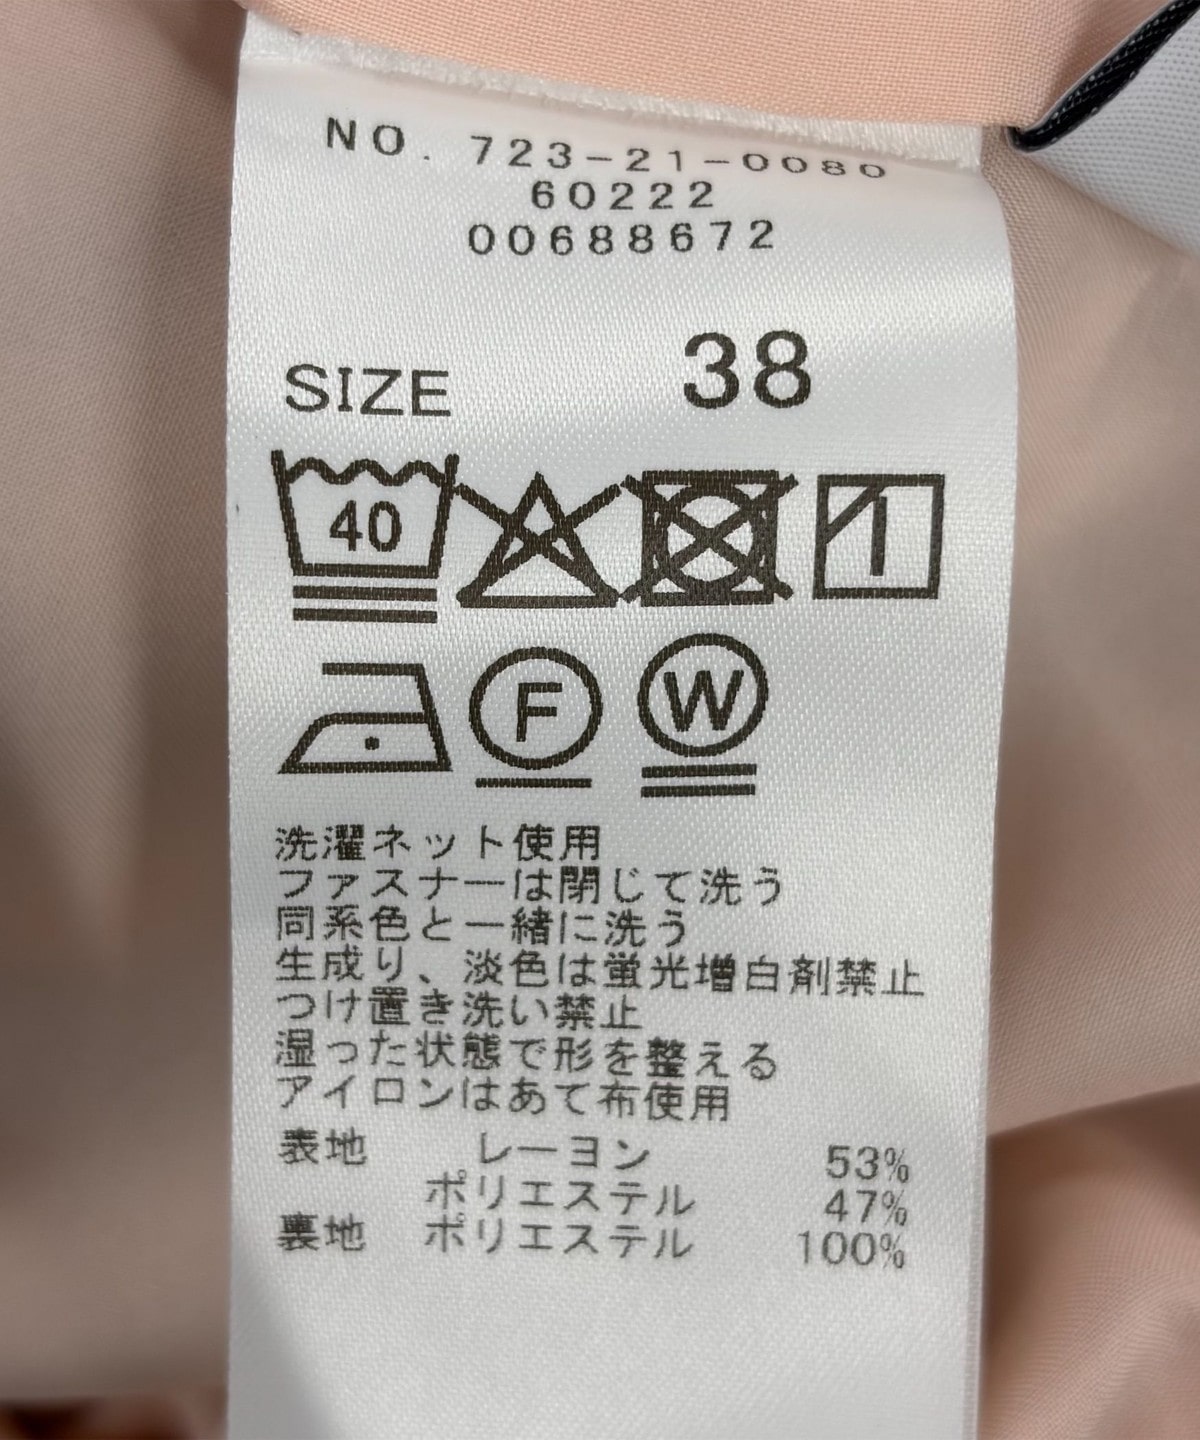 NO. 723-21-0080
60222
00688672
SIZE 38
40
F W
洗濯ネット使用
ファスナーは閉じて洗う
同系色と一緒に洗う
生成り、淡色は蛍光増白剤禁止
つけ置き洗い禁止
湿った状態で形を整える
アイロンはあて布使用
表地 レーヨン 53%
ポリエステル 47%
裏地 ポリエステル 100%